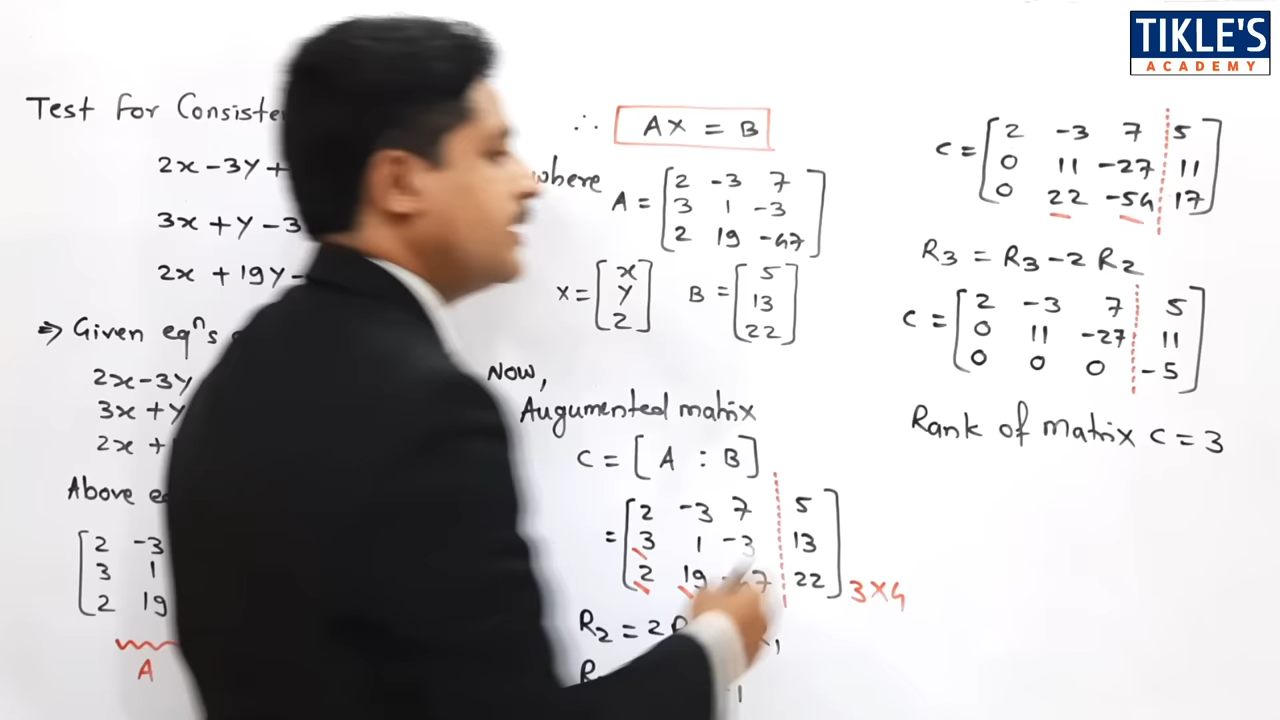 TIKLE'S
ACADEMY
Test For
2x - 3y +
3x + y - 3
2x + 19y -
⇒ Given eqⁿs
2x - 3y
3x + y
2x +
Above
[2 -3
3 1
2 19
A
∴ AX = B
where
A = [2 -3 7
3 1 -3
2 19 -47]
X = [x
y
z]
B = [5
13
22]
Now,
Augumented matrix
C = [A : B]
= [2 -3 7 ⋮ 5
3 1 -3 ⋮ 13
2 19 47 ⋮ 22] 3×4
R₂ = 2
C = [2 -3 7 ⋮ 5
0 11 -27 ⋮ 11
0 22 -54 ⋮ 17]
R₃ = R₃ - 2R₂
C = [2 -3 7 ⋮ 5
0 11 -27 ⋮ 11
0 0 0 ⋮ -5]
Rank of matrix C = 3